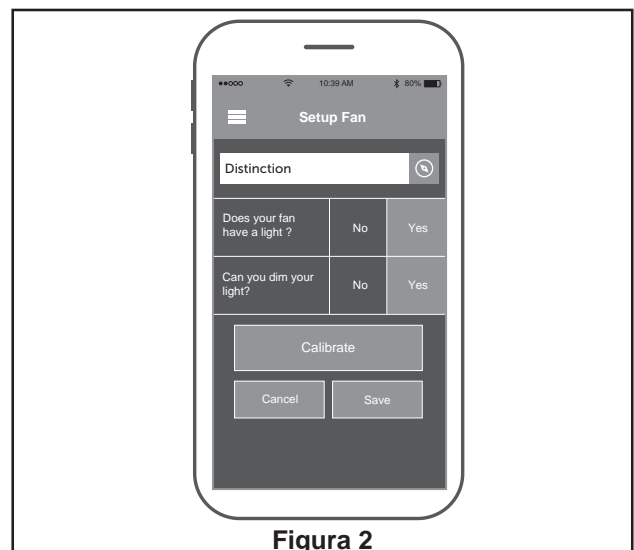 10:39 AM 80%
Setup Fan
Distinction
Does your fan
have a light ?
No
Yes
Can you dim your
light?
No
Yes
Calibrate
Cancel
Save
Figura 2